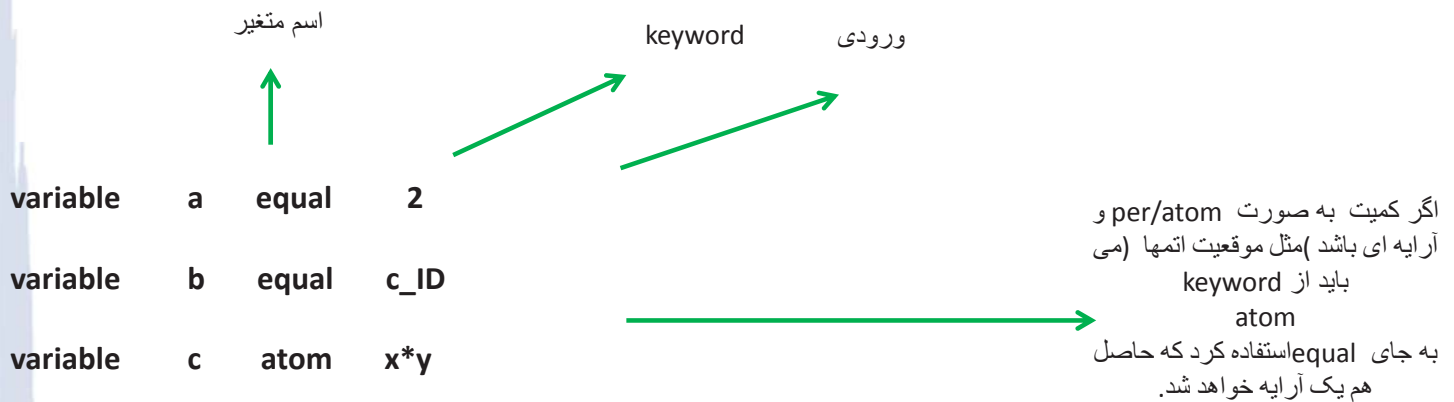 اسم متغیر
keyword ورودی
variable a equal 2
variable b equal c_ID
variable c atom x*y
اگر کمیت به صورت per/atom و
آرایه ای باشد )مثل موقعیت اتمها (می
باید از keyword
atom
به جای equalاستفاده کرد که حاصل
هم یک آرایه خواهد شد.